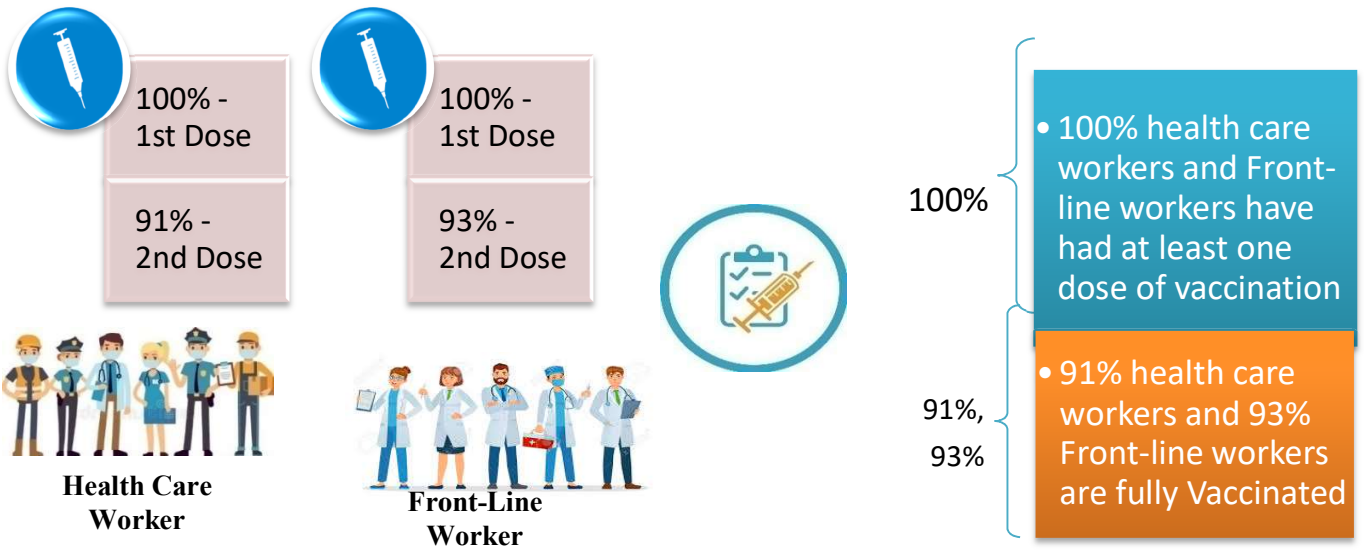 100% -
1st Dose
91% -
2nd Dose
Health Care
Worker
100% -
1st Dose
93% -
2nd Dose
Front-Line
Worker
100%
• 100% health care
workers and Front-
line workers have
had at least one
dose of vaccination
91%,
93%
• 91% health care
workers and 93%
Front-line workers
are fully Vaccinated